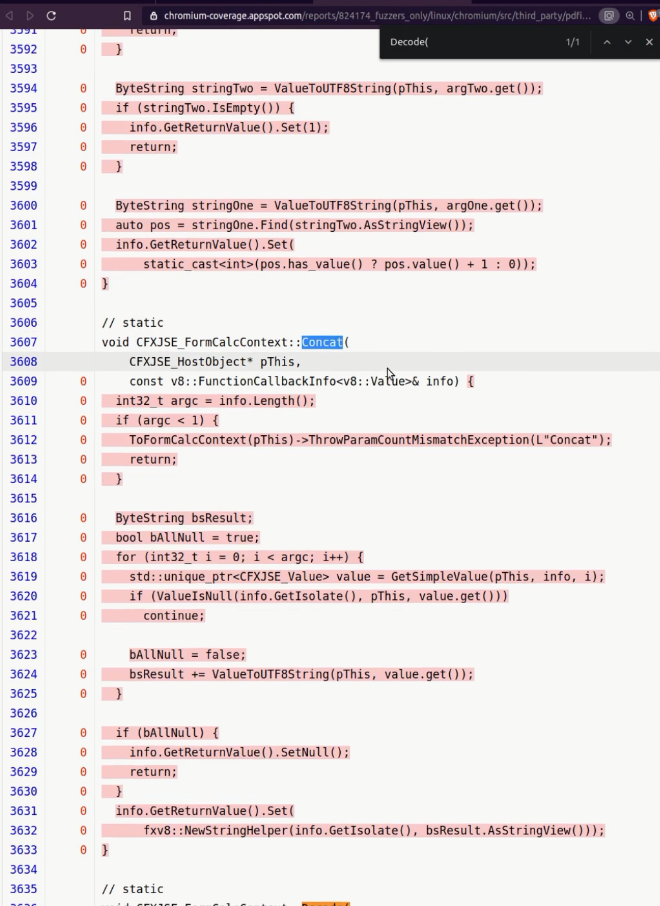 chromium-coverage.appspot.com/reports/824174_fuzzers_only/linux/chromium/src/third_party/pdfi...
Decode( 1/1
3591 0 return;
3592 0 }
3593
3594 0 ByteString stringTwo = ValueToUTF8String(pThis, argTwo.get());
3595 0 if (stringTwo.IsEmpty()) {
3596 0 info.GetReturnValue().Set(1);
3597 0 return;
3598 0 }
3599
3600 0 ByteString stringOne = ValueToUTF8String(pThis, argOne.get());
3601 0 auto pos = stringOne.Find(stringTwo.AsStringView());
3602 0 info.GetReturnValue().Set(
3603 0 static_cast<int>(pos.has_value() ? pos.value() + 1 : 0));
3604 0 }
3605
3606 // static
3607 void CFXJSE_FormCalcContext::Concat(
3608 CFXJSE_HostObject* pThis,
3609 0 const v8::FunctionCallbackInfo<v8::Value>& info) {
3610 0 int32_t argc = info.Length();
3611 0 if (argc < 1) {
3612 0 ToFormCalcContext(pThis)->ThrowParamCountMismatchException(L"Concat");
3613 0 return;
3614 0 }
3615
3616 0 ByteString bsResult;
3617 0 bool bAllNull = true;
3618 0 for (int32_t i = 0; i < argc; i++) {
3619 0 std::unique_ptr<CFXJSE_Value> value = GetSimpleValue(pThis, info, i);
3620 0 if (ValueIsNull(info.GetIsolate(), pThis, value.get()))
3621 0 continue;
3622
3623 0 bAllNull = false;
3624 0 bsResult += ValueToUTF8String(pThis, value.get());
3625 0 }
3626
3627 0 if (bAllNull) {
3628 0 info.GetReturnValue().SetNull();
3629 0 return;
3630 0 }
3631 0 info.GetReturnValue().Set(
3632 0 fxv8::NewStringHelper(info.GetIsolate(), bsResult.AsStringView()));
3633 0 }
3634
3635 // static